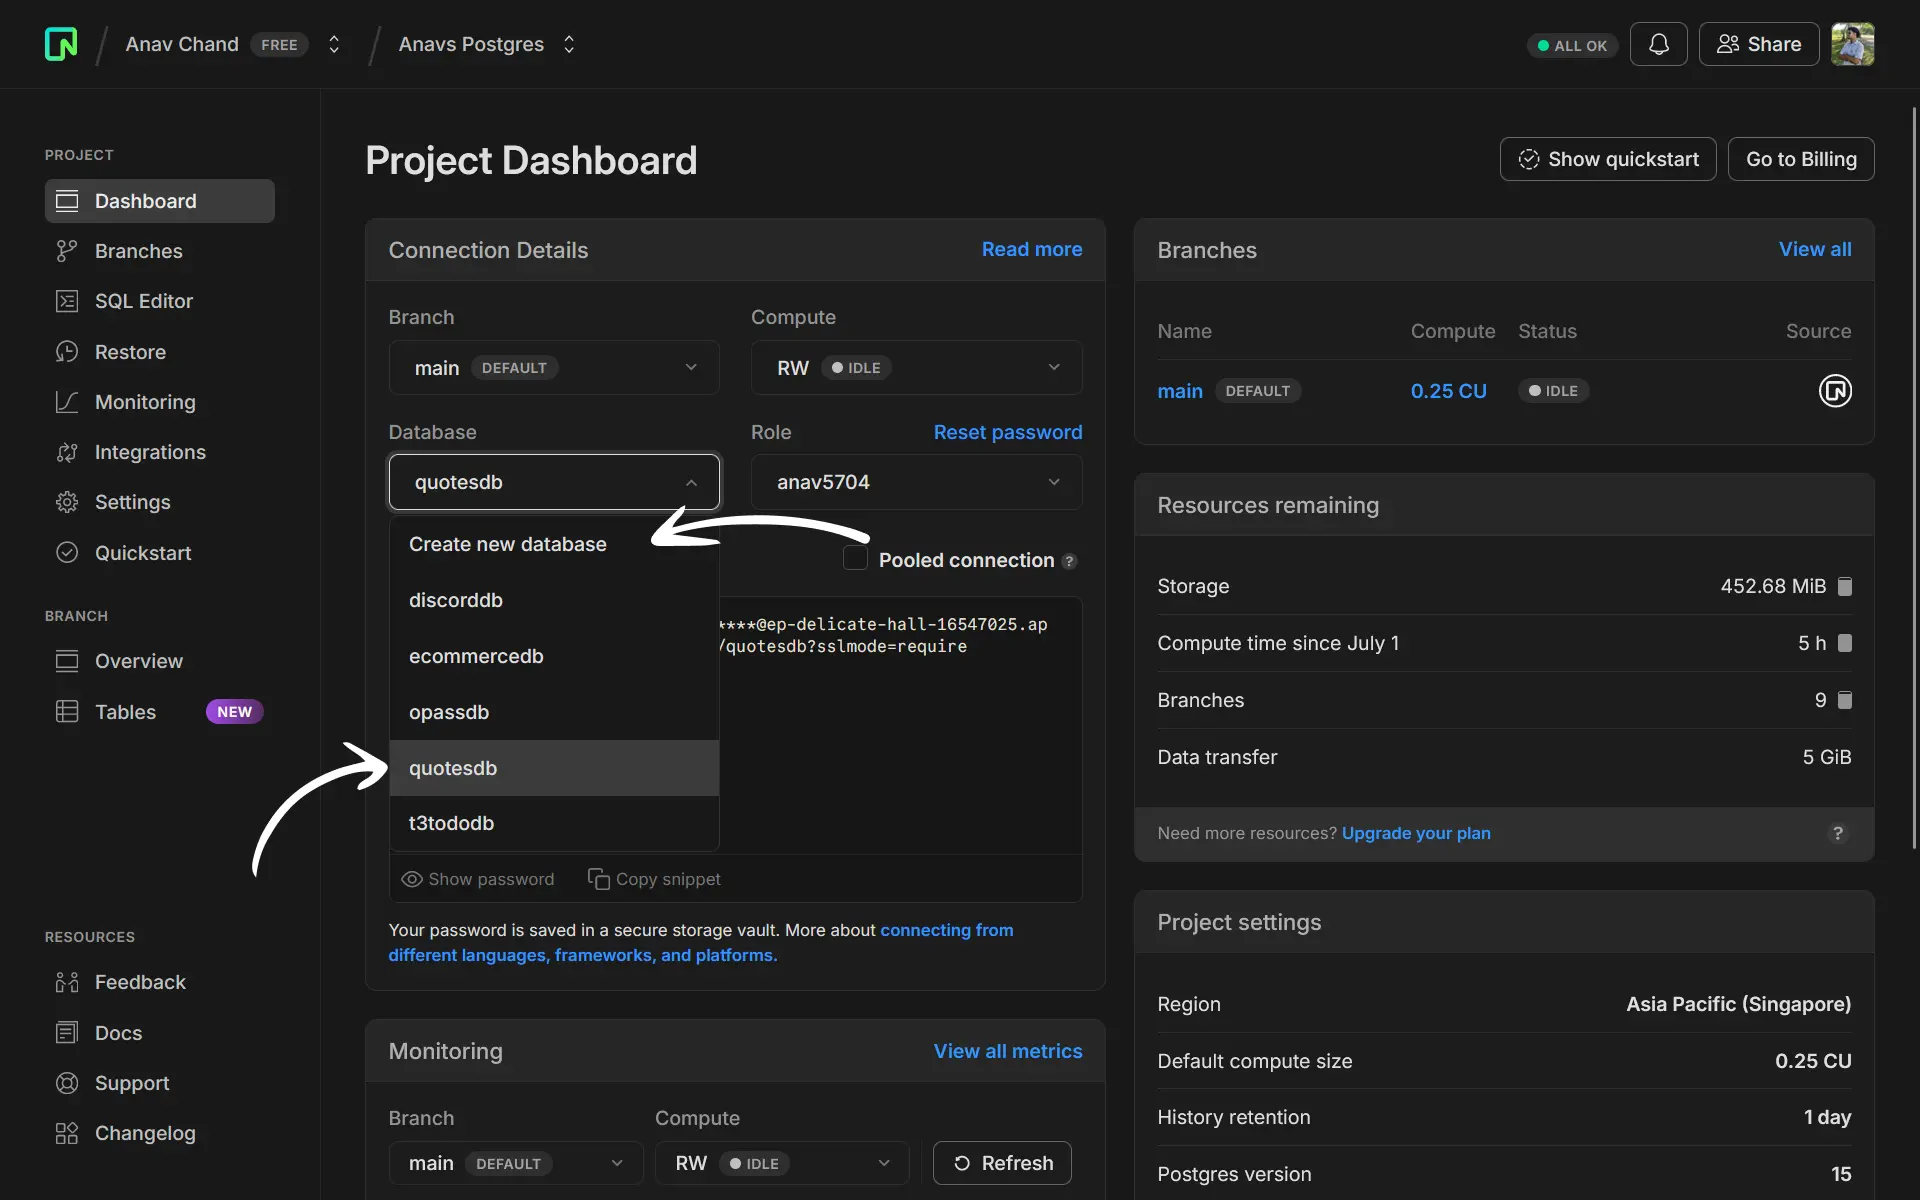 Anav Chand FREE
Anavs Postgres
ALL OK
Share
PROJECT
Dashboard
Branches
SQL Editor
Restore
Monitoring
Integrations
Settings
Quickstart
BRANCH
Overview
Tables NEW
RESOURCES
Feedback
Docs
Support
Changelog
Project Dashboard
Show quickstart
Go to Billing
Connection Details
Read more
Branch
main DEFAULT
Compute
RW IDLE
Database
quotesdb
Role
Reset password
anav5704
Create new database
discorddb
ecommercedb
opassdb
quotesdb
t3tododb
Pooled connection ?
****@ep-delicate-hall-16547025.ap
/quotesdb?sslmode=require
Show password
Copy snippet
Your password is saved in a secure storage vault. More about connecting from
different languages, frameworks, and platforms.
Monitoring
View all metrics
Branch
main DEFAULT
Compute
RW IDLE
Refresh
Branches
View all
Name Compute Status Source
main DEFAULT 0.25 CU IDLE
Resources remaining
Storage 452.68 MiB
Compute time since July 1 5 h
Branches 9
Data transfer 5 GiB
Need more resources? Upgrade your plan ?
Project settings
Region Asia Pacific (Singapore)
Default compute size 0.25 CU
History retention 1 day
Postgres version 15